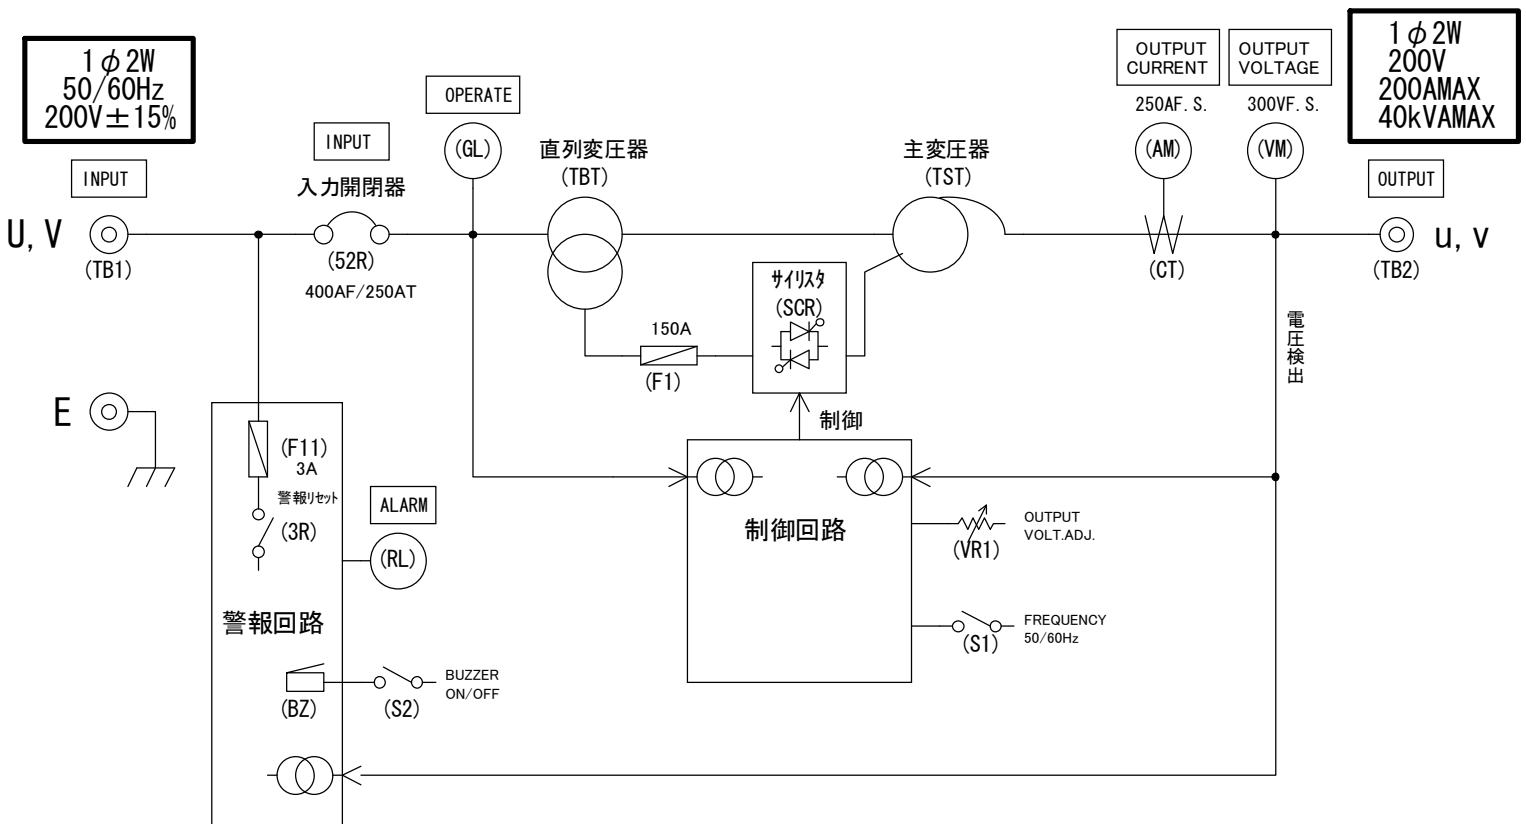 1φ2W
50/60Hz
200V±15%
INPUT
U, V
(TB1)
INPUT
入力開閉器
(52R)
400AF/250AT
OPERATE
(GL)
直列変圧器
(TBT)
主変圧器
(TST)
OUTPUT
CURRENT
250AF.S.
(AM)
(CT)
OUTPUT
VOLTAGE
300VF.S.
(VM)
1φ2W
200V
200AMAX
40kVAMAX
OUTPUT
u, v
(TB2)
サイリスタ
(SCR)
150A
(F1)
制御
電圧検出
E
(F11)
3A
警報リセット
(3R)
ALARM
(RL)
警報回路
(BZ)
(S2)
BUZZER
ON/OFF
制御回路
(VR1)
OUTPUT
VOLT.ADJ.
(S1)
FREQUENCY
50/60Hz